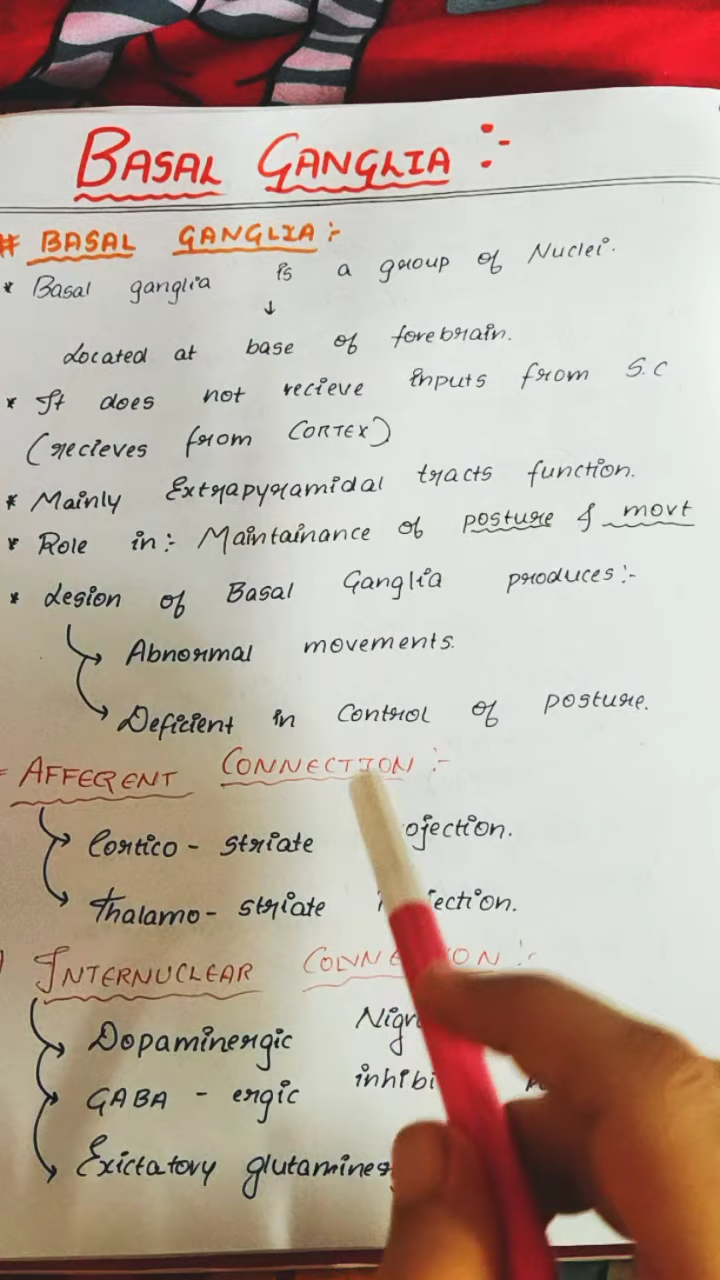 BASAL GANGLIA :-
# BASAL GANGLIA :-
* Basal ganglia is a group of Nuclei.
↓
Located at base of forebrain.
* It does not recieve inputs from S.C
(recieves from CORTEX)
* Mainly Extrapyramidal tracts function.
* Role in :- Maintainance of posture & movt
* Lesion of Basal Ganglia produces :-
Abnormal movements.
Deficient in control of posture.
AFFERENT CONNECTION :-
Cortico - striate ojection.
Thalamo - striate ection.
INTERNUCLEAR CONNECTION :-
Dopaminergic Nigr
GABA - ergic inhibi
Exictatory glutamines